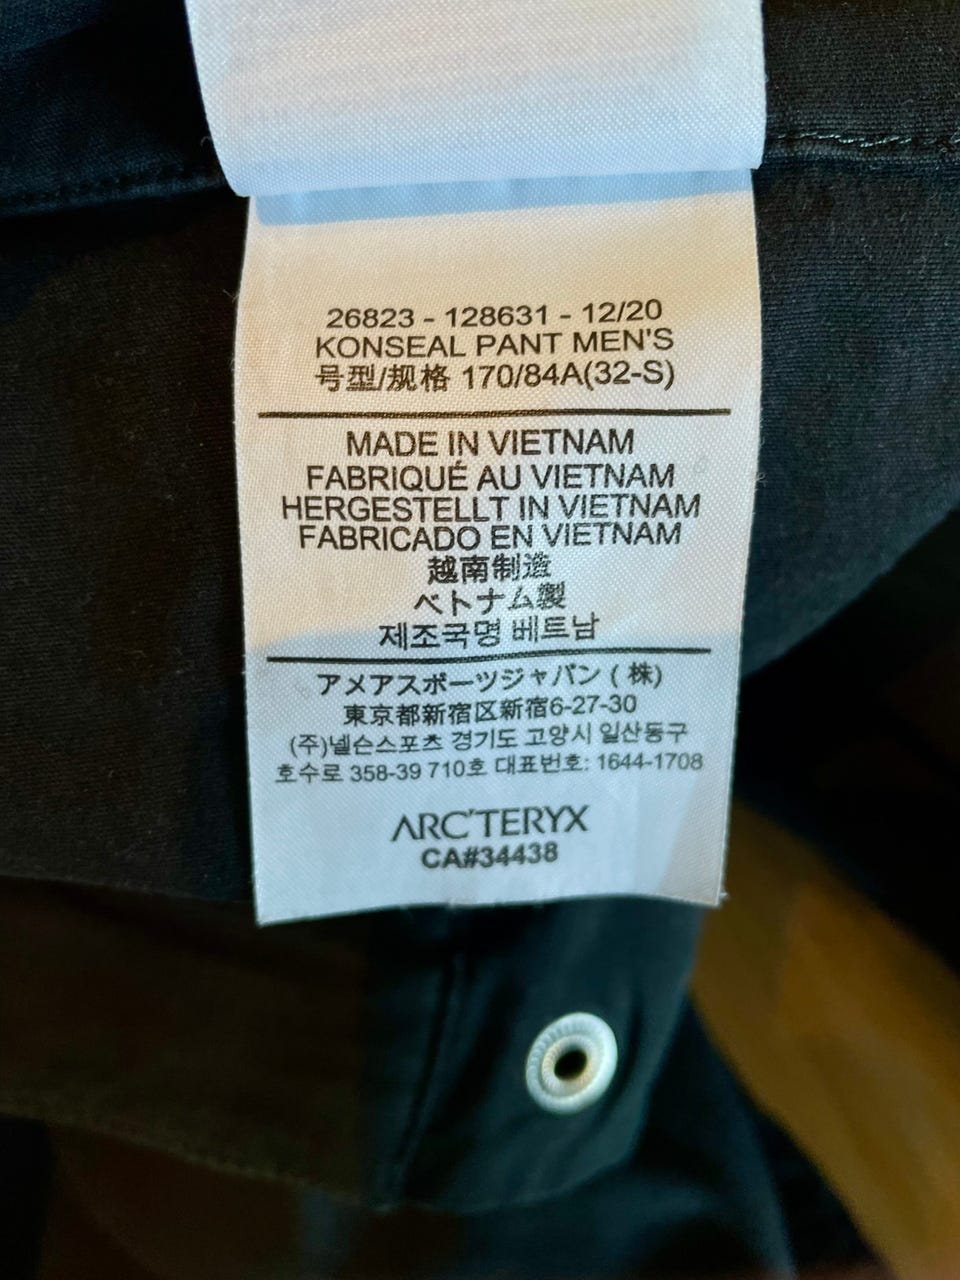 26823 - 128631 - 12/20
KONSEAL PANT MEN'S
号型/规格 170/84A(32-S)
MADE IN VIETNAM
FABRIQUÉ AU VIETNAM
HERGESTELLT IN VIETNAM
FABRICADO EN VIETNAM
越南制造
ベトナム製
제조국명 베트남
アメアスポーツジャパン ( 株)
東京都新宿区新宿6-27-30
(주)넬슨스포츠 경기도 고양시 일산동구
호수로 358-39 710호 대표번호: 1644-1708
ARC'TERYX
CA#34438